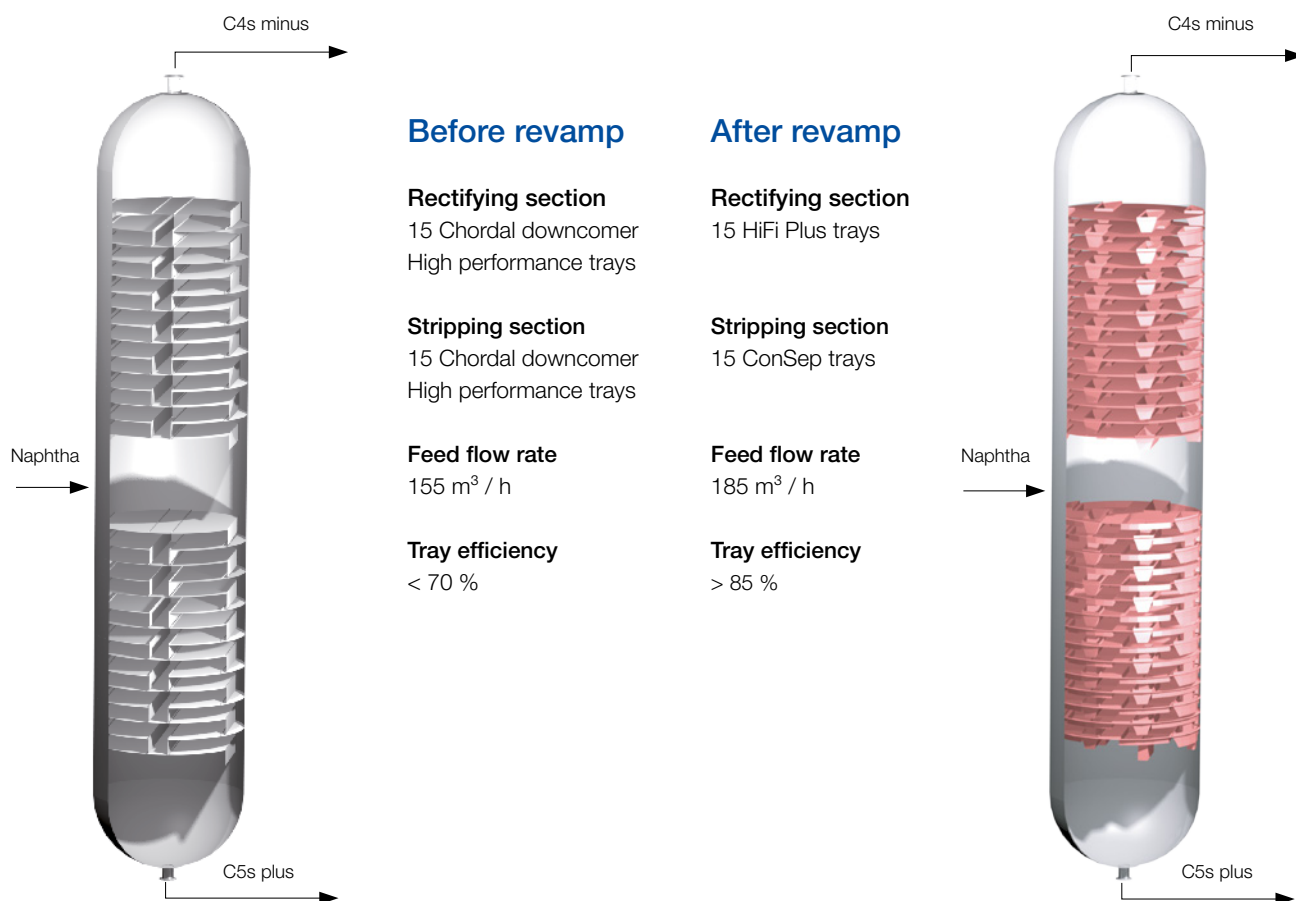 C4s minus
C4s minus
Before revamp
After revamp
Rectifying section
15 Chordal downcomer
High performance trays
Rectifying section
15 HiFi Plus trays
Stripping section
15 Chordal downcomer
High performance trays
Stripping section
15 ConSep trays
Naphtha
Feed flow rate
155 m³ / h
Feed flow rate
185 m³ / h
Naphtha
Tray efficiency
< 70 %
Tray efficiency
> 85 %
C5s plus
C5s plus